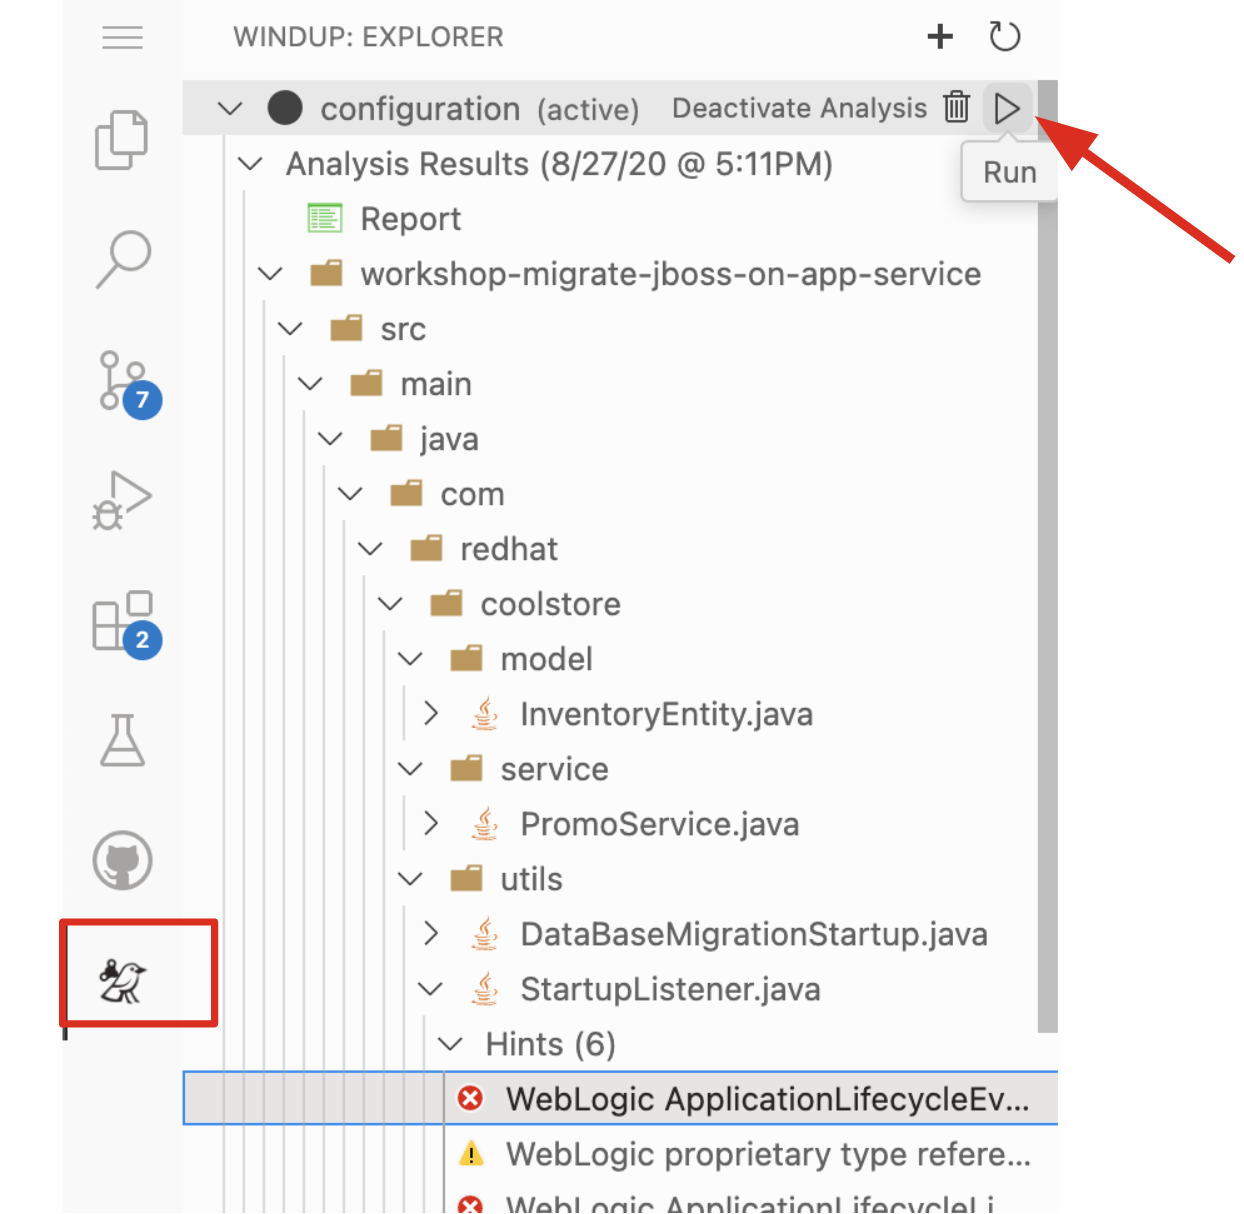 WINDUP: EXPLORER
configuration (active) Deactivate Analysis
Run
Analysis Results (8/27/20 @ 5:11PM)
Report
workshop-migrate-jboss-on-app-service
src
main
7
java
com
redhat
coolstore
2
model
InventoryEntity.java
service
PromoService.java
utils
DataBaseMigrationStartup.java
StartupListener.java
Hints (6)
WebLogic ApplicationLifecycleEv...
WebLogic proprietary type refere...
WebLogic ApplicationLifecycleLi